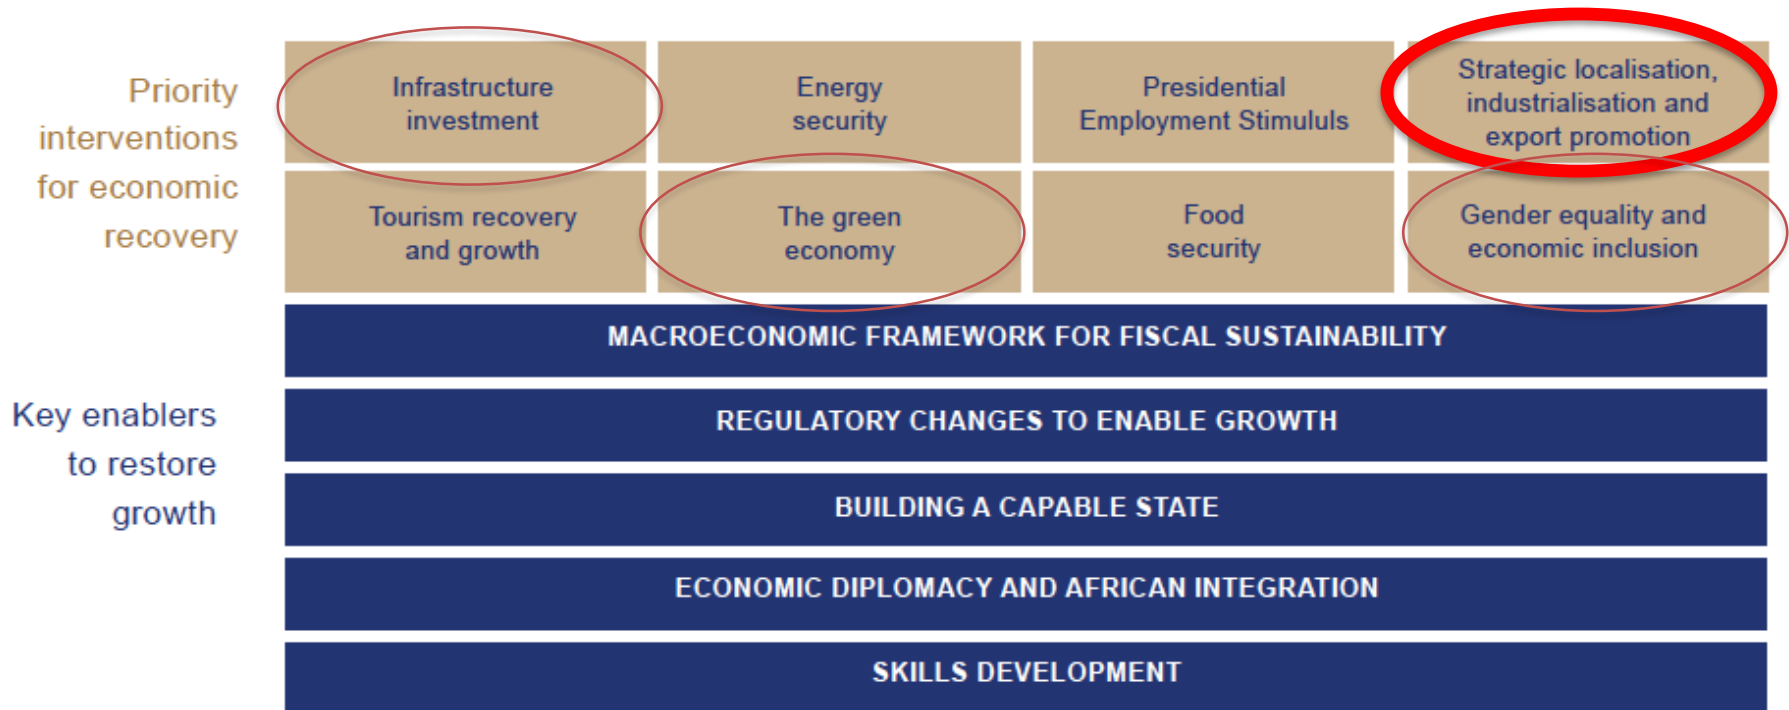 Priority
interventions
for economic
recovery
Infrastructure
investment
Energy
security
Presidential
Employment Stimululs
Strategic localisation,
industrialisation and
export promotion
Tourism recovery
and growth
The green
economy
Food
security
Gender equality and
economic inclusion
Key enablers
to restore
growth
MACROECONOMIC FRAMEWORK FOR FISCAL SUSTAINABILITY
REGULATORY CHANGES TO ENABLE GROWTH
BUILDING A CAPABLE STATE
ECONOMIC DIPLOMACY AND AFRICAN INTEGRATION
SKILLS DEVELOPMENT